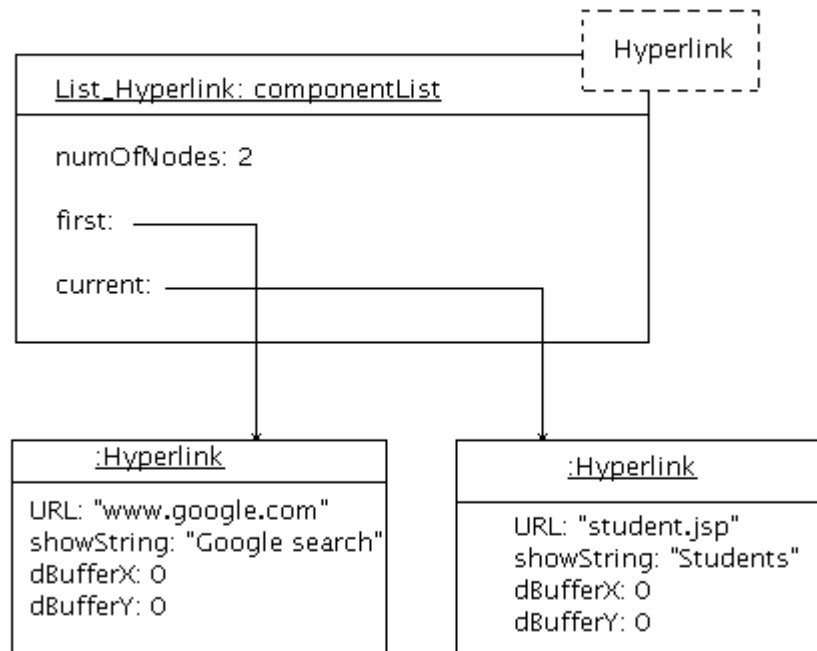 Hyperlink
List_Hyperlink: componentList
numOfNodes: 2
first:
current:
:Hyperlink
URL: "www.google.com"
showString: "Google search"
dBufferX: 0
dBufferY: 0
:Hyperlink
URL: "student.jsp"
showString: "Students"
dBufferX: 0
dBufferY: 0